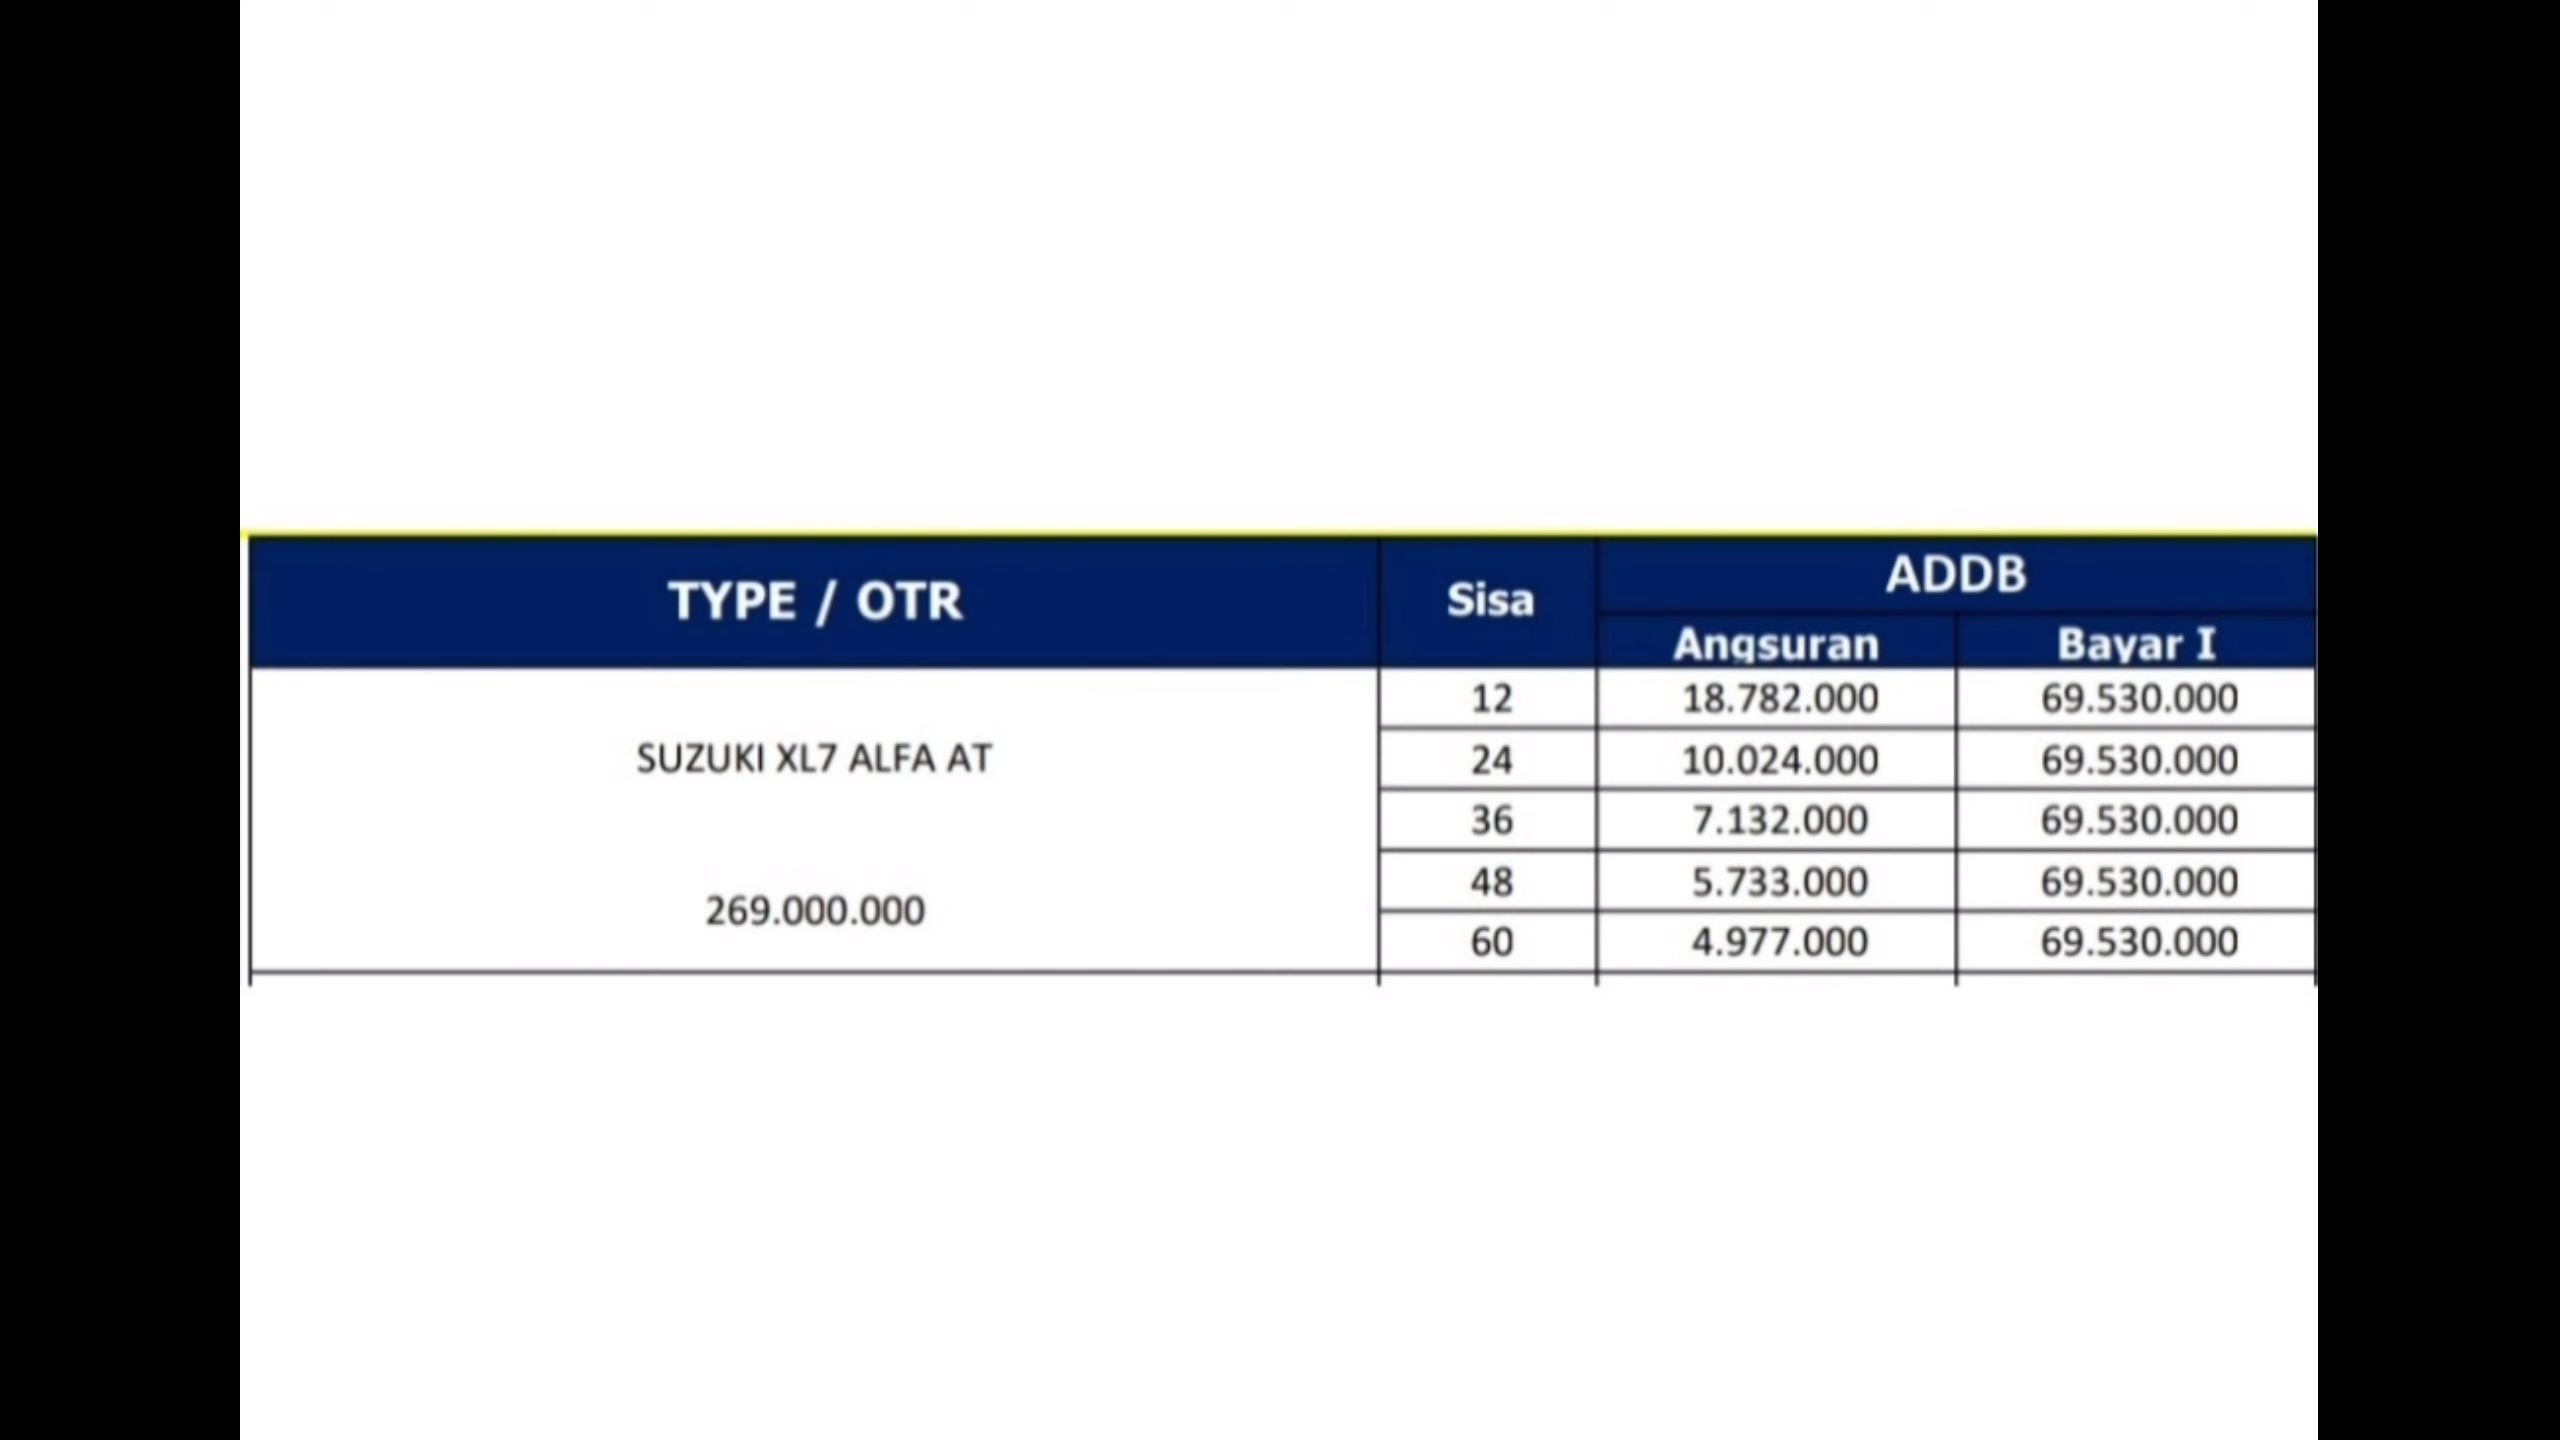 TYPE / OTR
Sisa
ADDB
Angsuran
Bayar I
SUZUKI XL7 ALFA AT
269.000.000
12 18.782.000 69.530.000
24 10.024.000 69.530.000
36 7.132.000 69.530.000
48 5.733.000 69.530.000
60 4.977.000 69.530.000